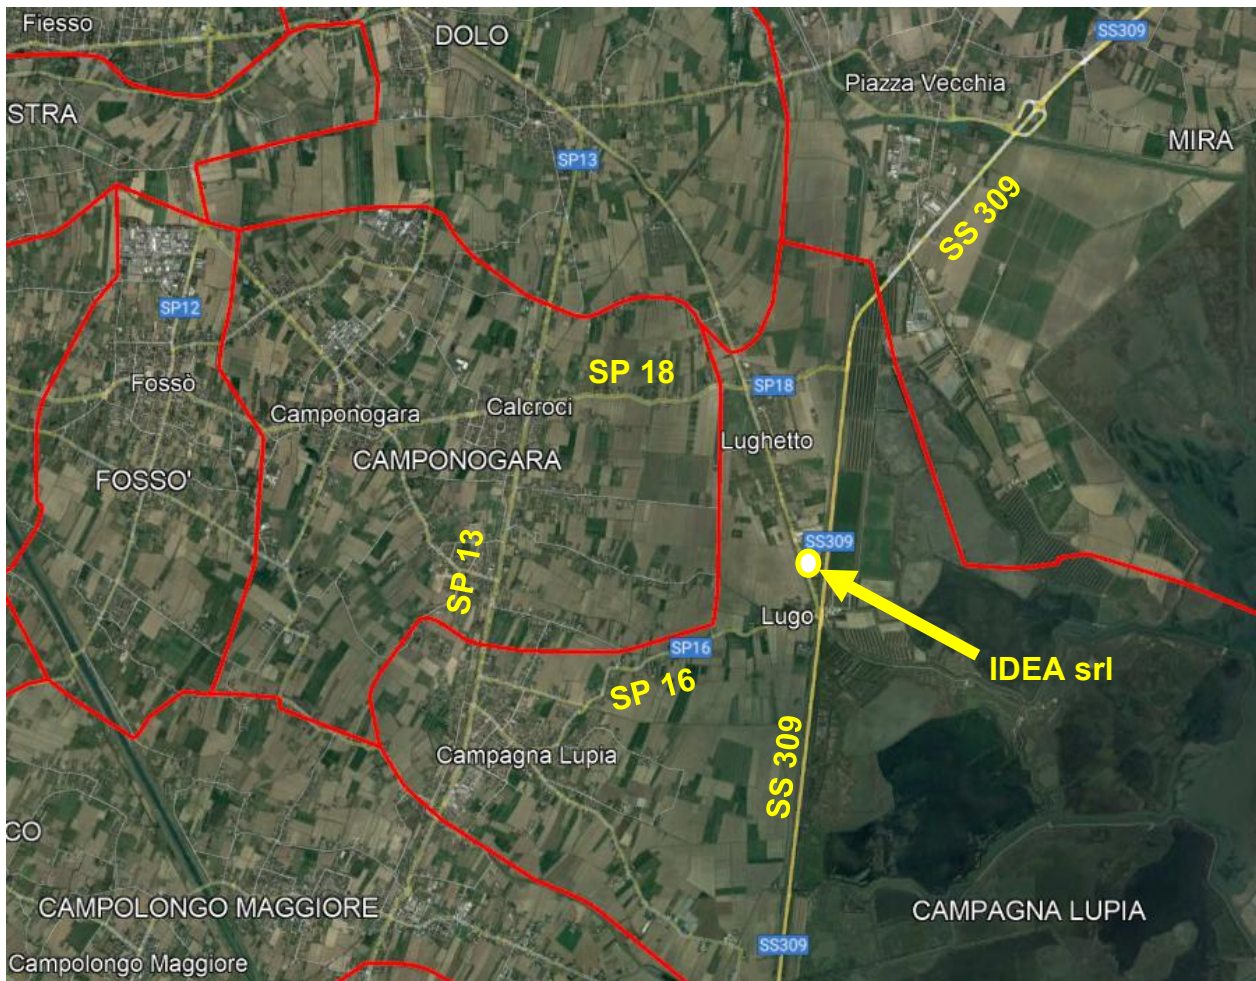 Fiesso
DOLO
SS309
Piazza Vecchia
STRA
MIRA
SP13
SS 309
SP12
SP 18
Fossò
SP18
Camponogara
Calcroci
Lughetto
CAMPONOGARA
FOSSO'
SS309
SP 13
Lugo
SP16
IDEA srl
SP 16
Campagna Lupia
SS 309
CO
CAMPOLONGO MAGGIORE
CAMPAGNA LUPIA
SS309
Campolongo Maggiore